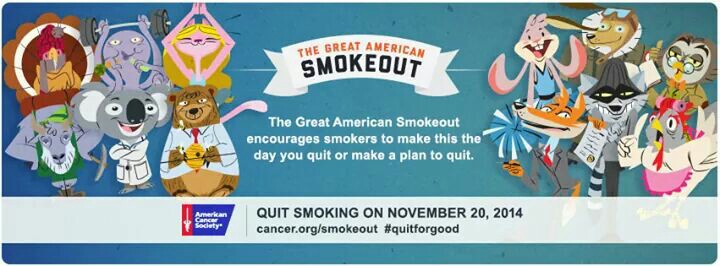 THE GREAT AMERICAN
SMOKEOUT
The Great American Smokeout
encourages smokers to make this the
day you quit or make a plan to quit.
American
Cancer
Society®
QUIT SMOKING ON NOVEMBER 20, 2014
cancer.org/smokeout #quitforgood